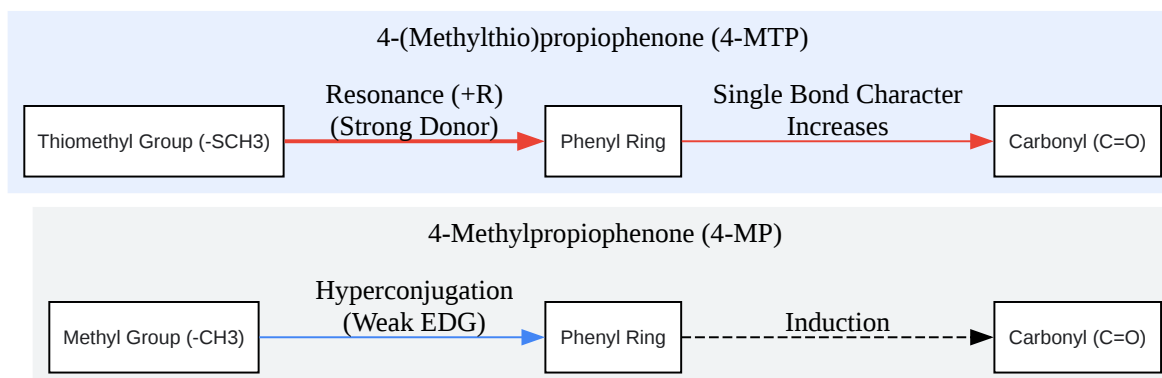 4-(Methylthio)propiophenone (4-MTP)
Resonance (+R)
(Strong Donor)
Single Bond Character
Increases
Thiomethyl Group (-SCH3)
Phenyl Ring
Carbonyl (C=O)
4-Methylpropiophenone (4-MP)
Hyperconjugation
(Weak EDG)
Induction
Methyl Group (-CH3)
Phenyl Ring
Carbonyl (C=O)